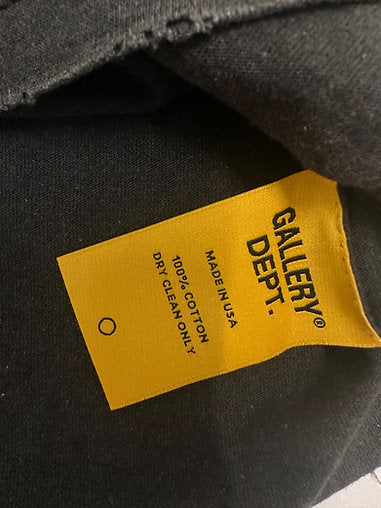 GALLERY
DEPT.®
MADE IN USA
100% COTTON
DRY CLEAN ONLY